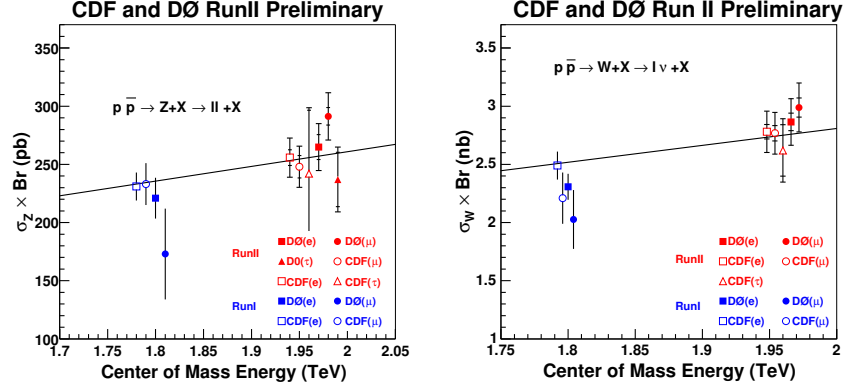 CDF and DØ RunII Preliminary
σZ × Br (pb)
350
300
250
200
150
100
p p̅ → Z+X → ll +X
RunII
DØ(e)
DØ(μ)
D0(τ)
CDF(μ)
CDF(e)
CDF(τ)
RunI
DØ(e)
DØ(μ)
CDF(e)
CDF(μ)
1.7
1.75
1.8
1.85
1.9
1.95
2
2.05
Center of Mass Energy (TeV)
CDF and DØ Run II Preliminary
σW × Br (nb)
3.5
3
2.5
2
1.5
1
p p̅ → W+X → l ν +X
RunII
DØ(e)
DØ(μ)
CDF(e)
CDF(μ)
CDF(τ)
RunI
DØ(e)
DØ(μ)
CDF(e)
CDF(μ)
1.75
1.8
1.85
1.9
1.95
2
Center of Mass Energy (TeV)